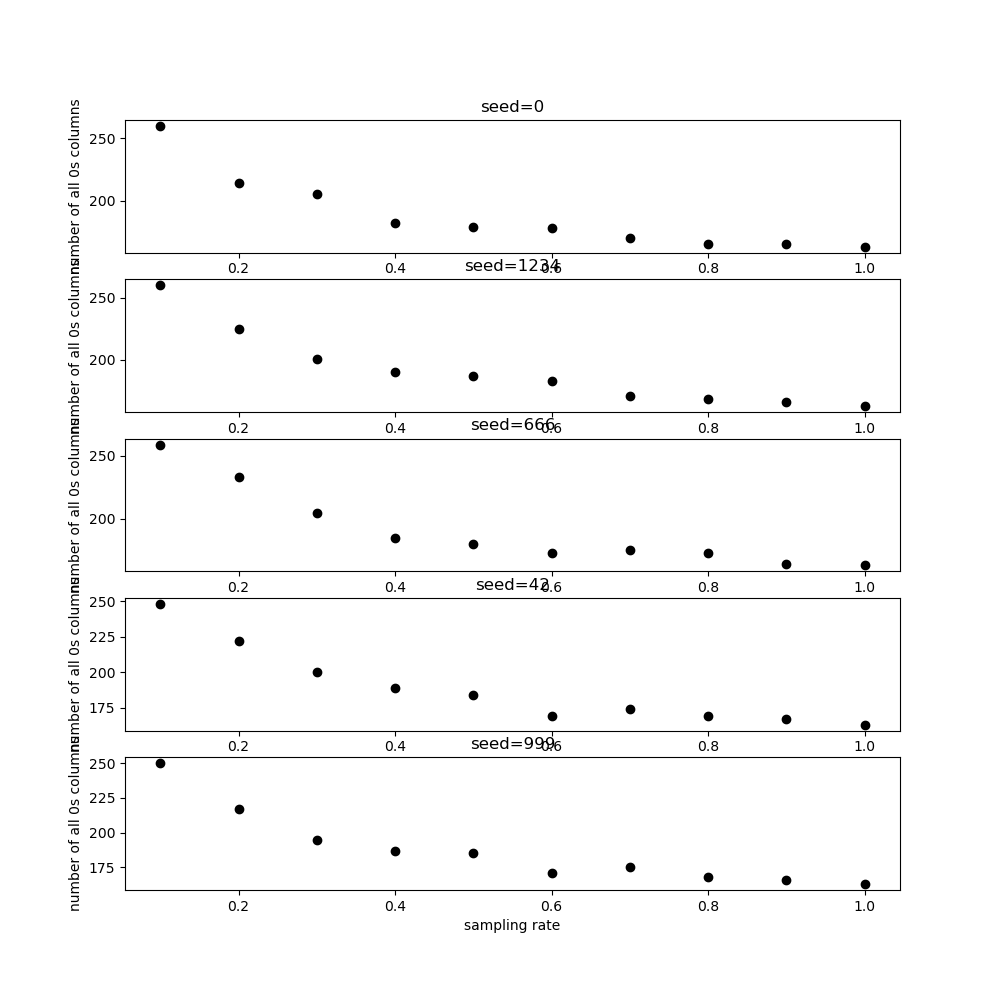 seed=0
number of all 0s columns
250
200
0.2 0.4 0.6 0.8 1.0
seed=1234
number of all 0s columns
250
200
0.2 0.4 0.6 0.8 1.0
seed=666
number of all 0s columns
250
200
0.2 0.4 0.6 0.8 1.0
seed=42
number of all 0s columns
250
225
200
175
0.2 0.4 0.6 0.8 1.0
seed=999
number of all 0s columns
250
225
200
175
0.2 0.4 0.6 0.8 1.0
sampling rate